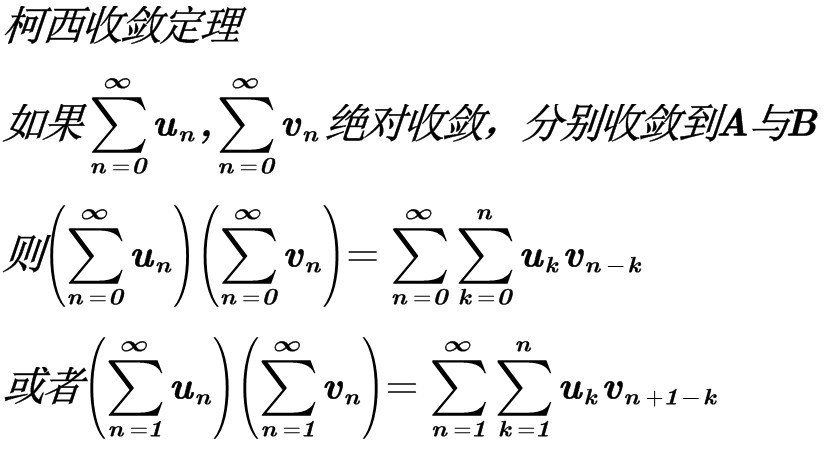 柯西收敛定理
如果 $\sum_{n=0}^{\infty} u_n, \sum_{n=0}^{\infty} v_n$ 绝对收敛，分别收敛到A与B
则 $\left(\sum_{n=0}^{\infty} u_n\right)\left(\sum_{n=0}^{\infty} v_n\right) = \sum_{n=0}^{\infty} \sum_{k=0}^{n} u_k v_{n-k}$
或者 $\left(\sum_{n=1}^{\infty} u_n\right)\left(\sum_{n=1}^{\infty} v_n\right) = \sum_{n=1}^{\infty} \sum_{k=1}^{n} u_k v_{n+1-k}$